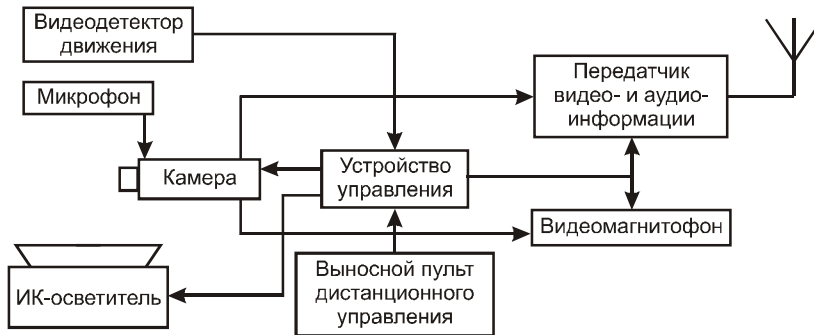 Видеодетектор
движения
Микрофон
Камера
ИК-осветитель
Устройство
управления
Выносной пульт
дистанционного
управления
Передатчик
видео- и аудио-
информации
Видеомагнитофон